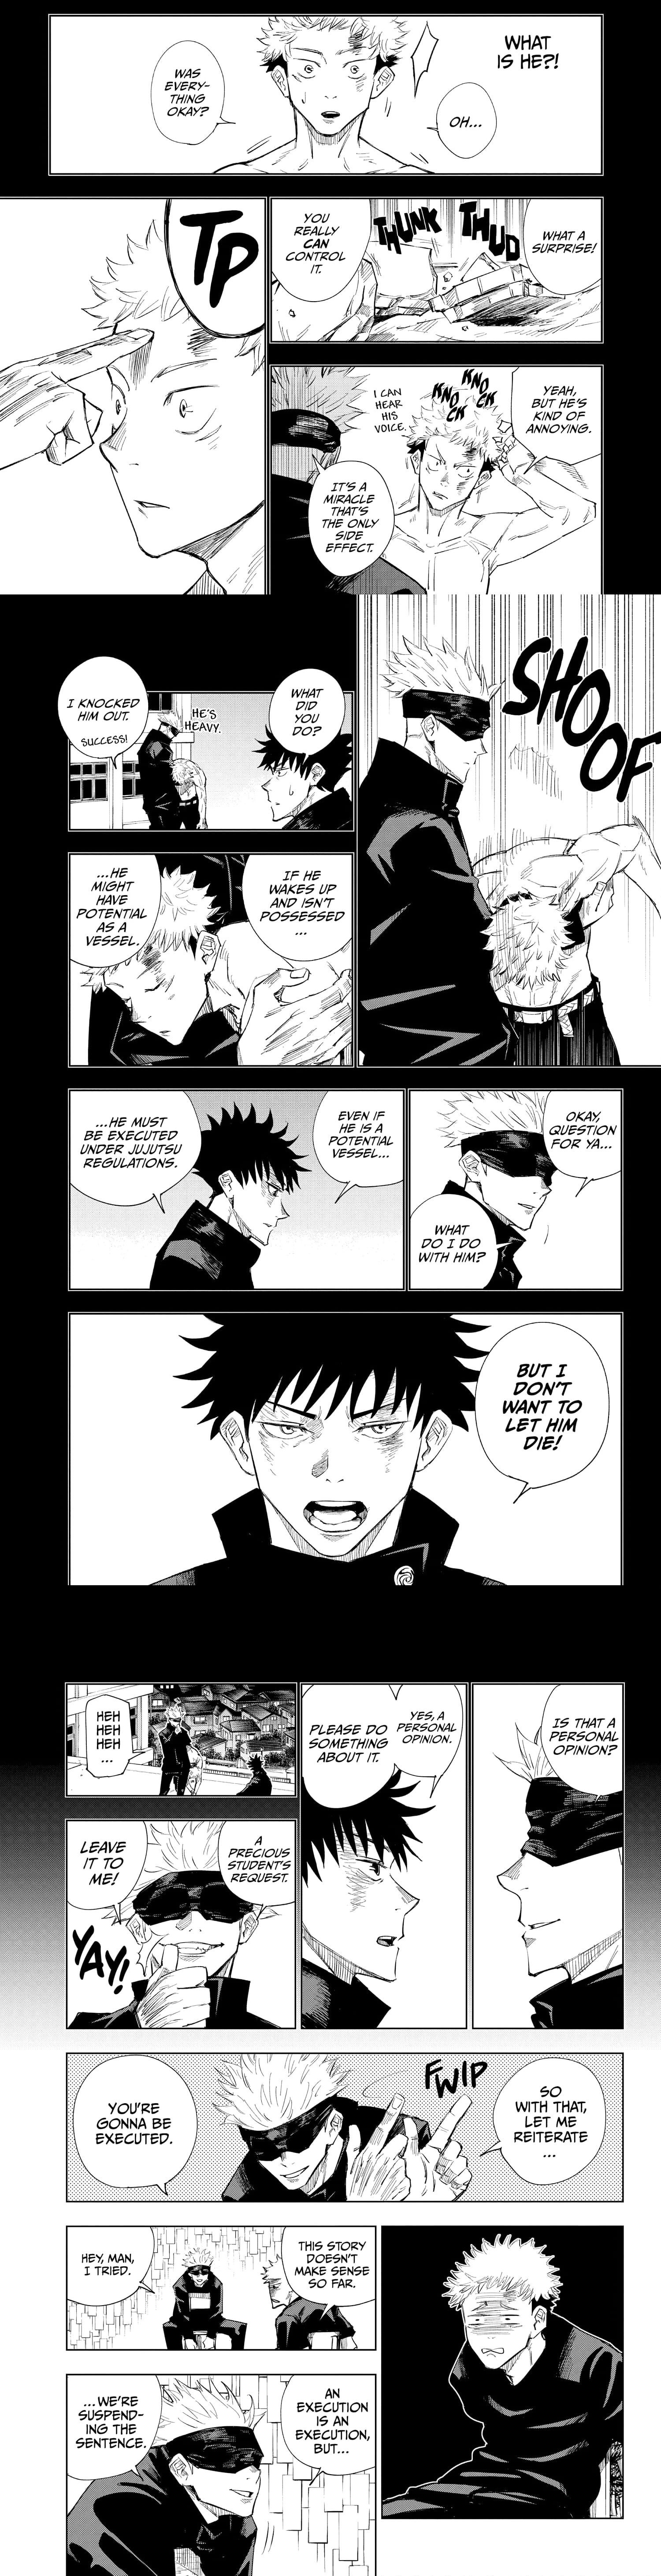 WHAT
IS HE?!
OH...
WAS
EVERY-
THING
OKAY?
WHAT A
SURPRISE!
THUNK
THUD
YOU
REALLY
CAN
CONTROL
IT.
YEAH,
BUT HE'S
KIND OF
ANNOYING.
KNOCK
KNOCK
I CAN
HEAR
HIS
VOICE.
IT'S A
MIRACLE
THAT'S
THE ONLY
SIDE
EFFECT.
TP
SHOOF
WHAT
DID
YOU
DO?
HE'S
HEAVY.
I KNOCKED
HIM OUT.
SUCCESS!
IF HE
WAKES UP
AND ISN'T
POSSESSED
...
...HE
MIGHT
HAVE
POTENTIAL
AS A
VESSEL.
OKAY,
QUESTION
FOR YA...
WHAT
DO I DO
WITH HIM?
EVEN IF
HE IS A
POTENTIAL
VESSEL...
...HE MUST
BE EXECUTED
UNDER JUJUTSU
REGULATIONS.
BUT I
DON'T
WANT TO
LET HIM
DIE!
IS THAT A
PERSONAL
OPINION?
YES, A
PERSONAL
OPINION.
PLEASE DO
SOMETHING
ABOUT IT.
HEH
HEH
HEH
...
A
PRECIOUS
STUDENT'S
REQUEST.
LEAVE
IT TO
ME!
YAY!
SO
WITH THAT,
LET ME
REITERATE
...
FWIP
YOU'RE
GONNA BE
EXECUTED.
THIS STORY
DOESN'T
MAKE SENSE
SO FAR.
HEY, MAN,
I TRIED.
AN
EXECUTION
IS AN
EXECUTION,
BUT...
...WE'RE
SUSPEND-
ING THE
SENTENCE.